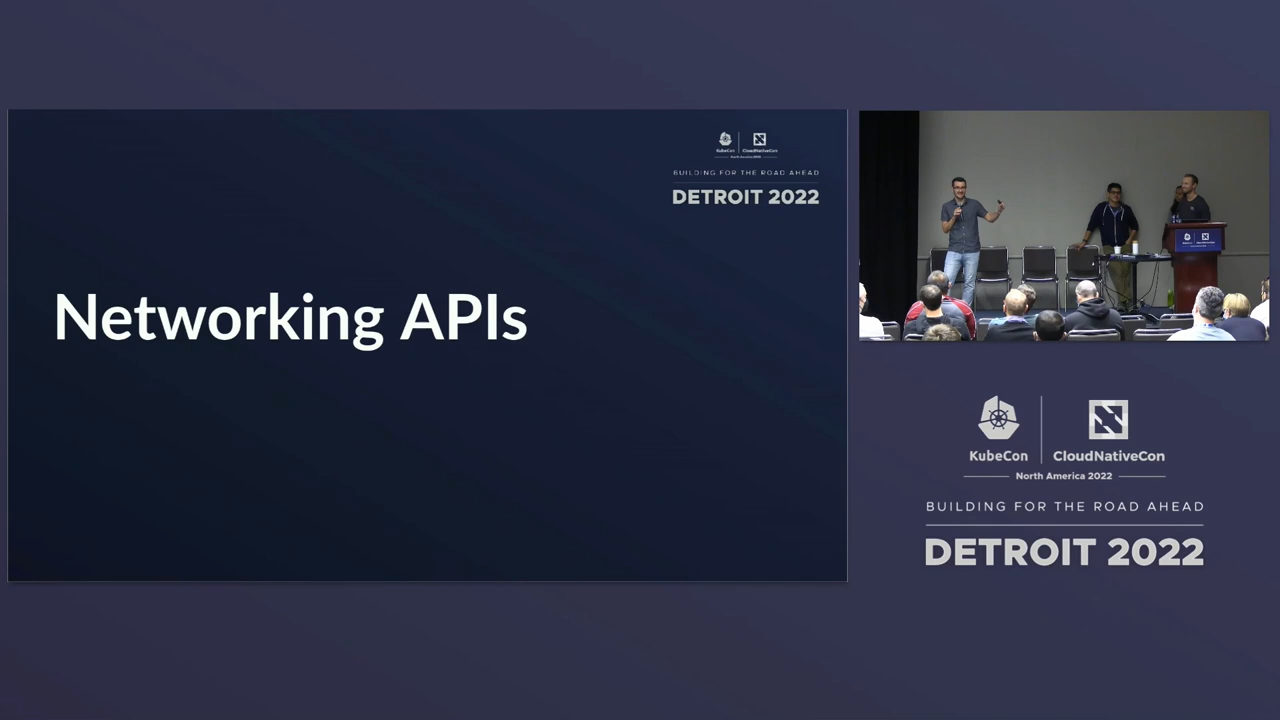 Networking APIs
KubeCon
CloudNativeCon
BUILDING FOR THE ROAD AHEAD
DETROIT 2022
KubeCon
CloudNativeCon
North America 2022
BUILDING FOR THE ROAD AHEAD
DETROIT 2022